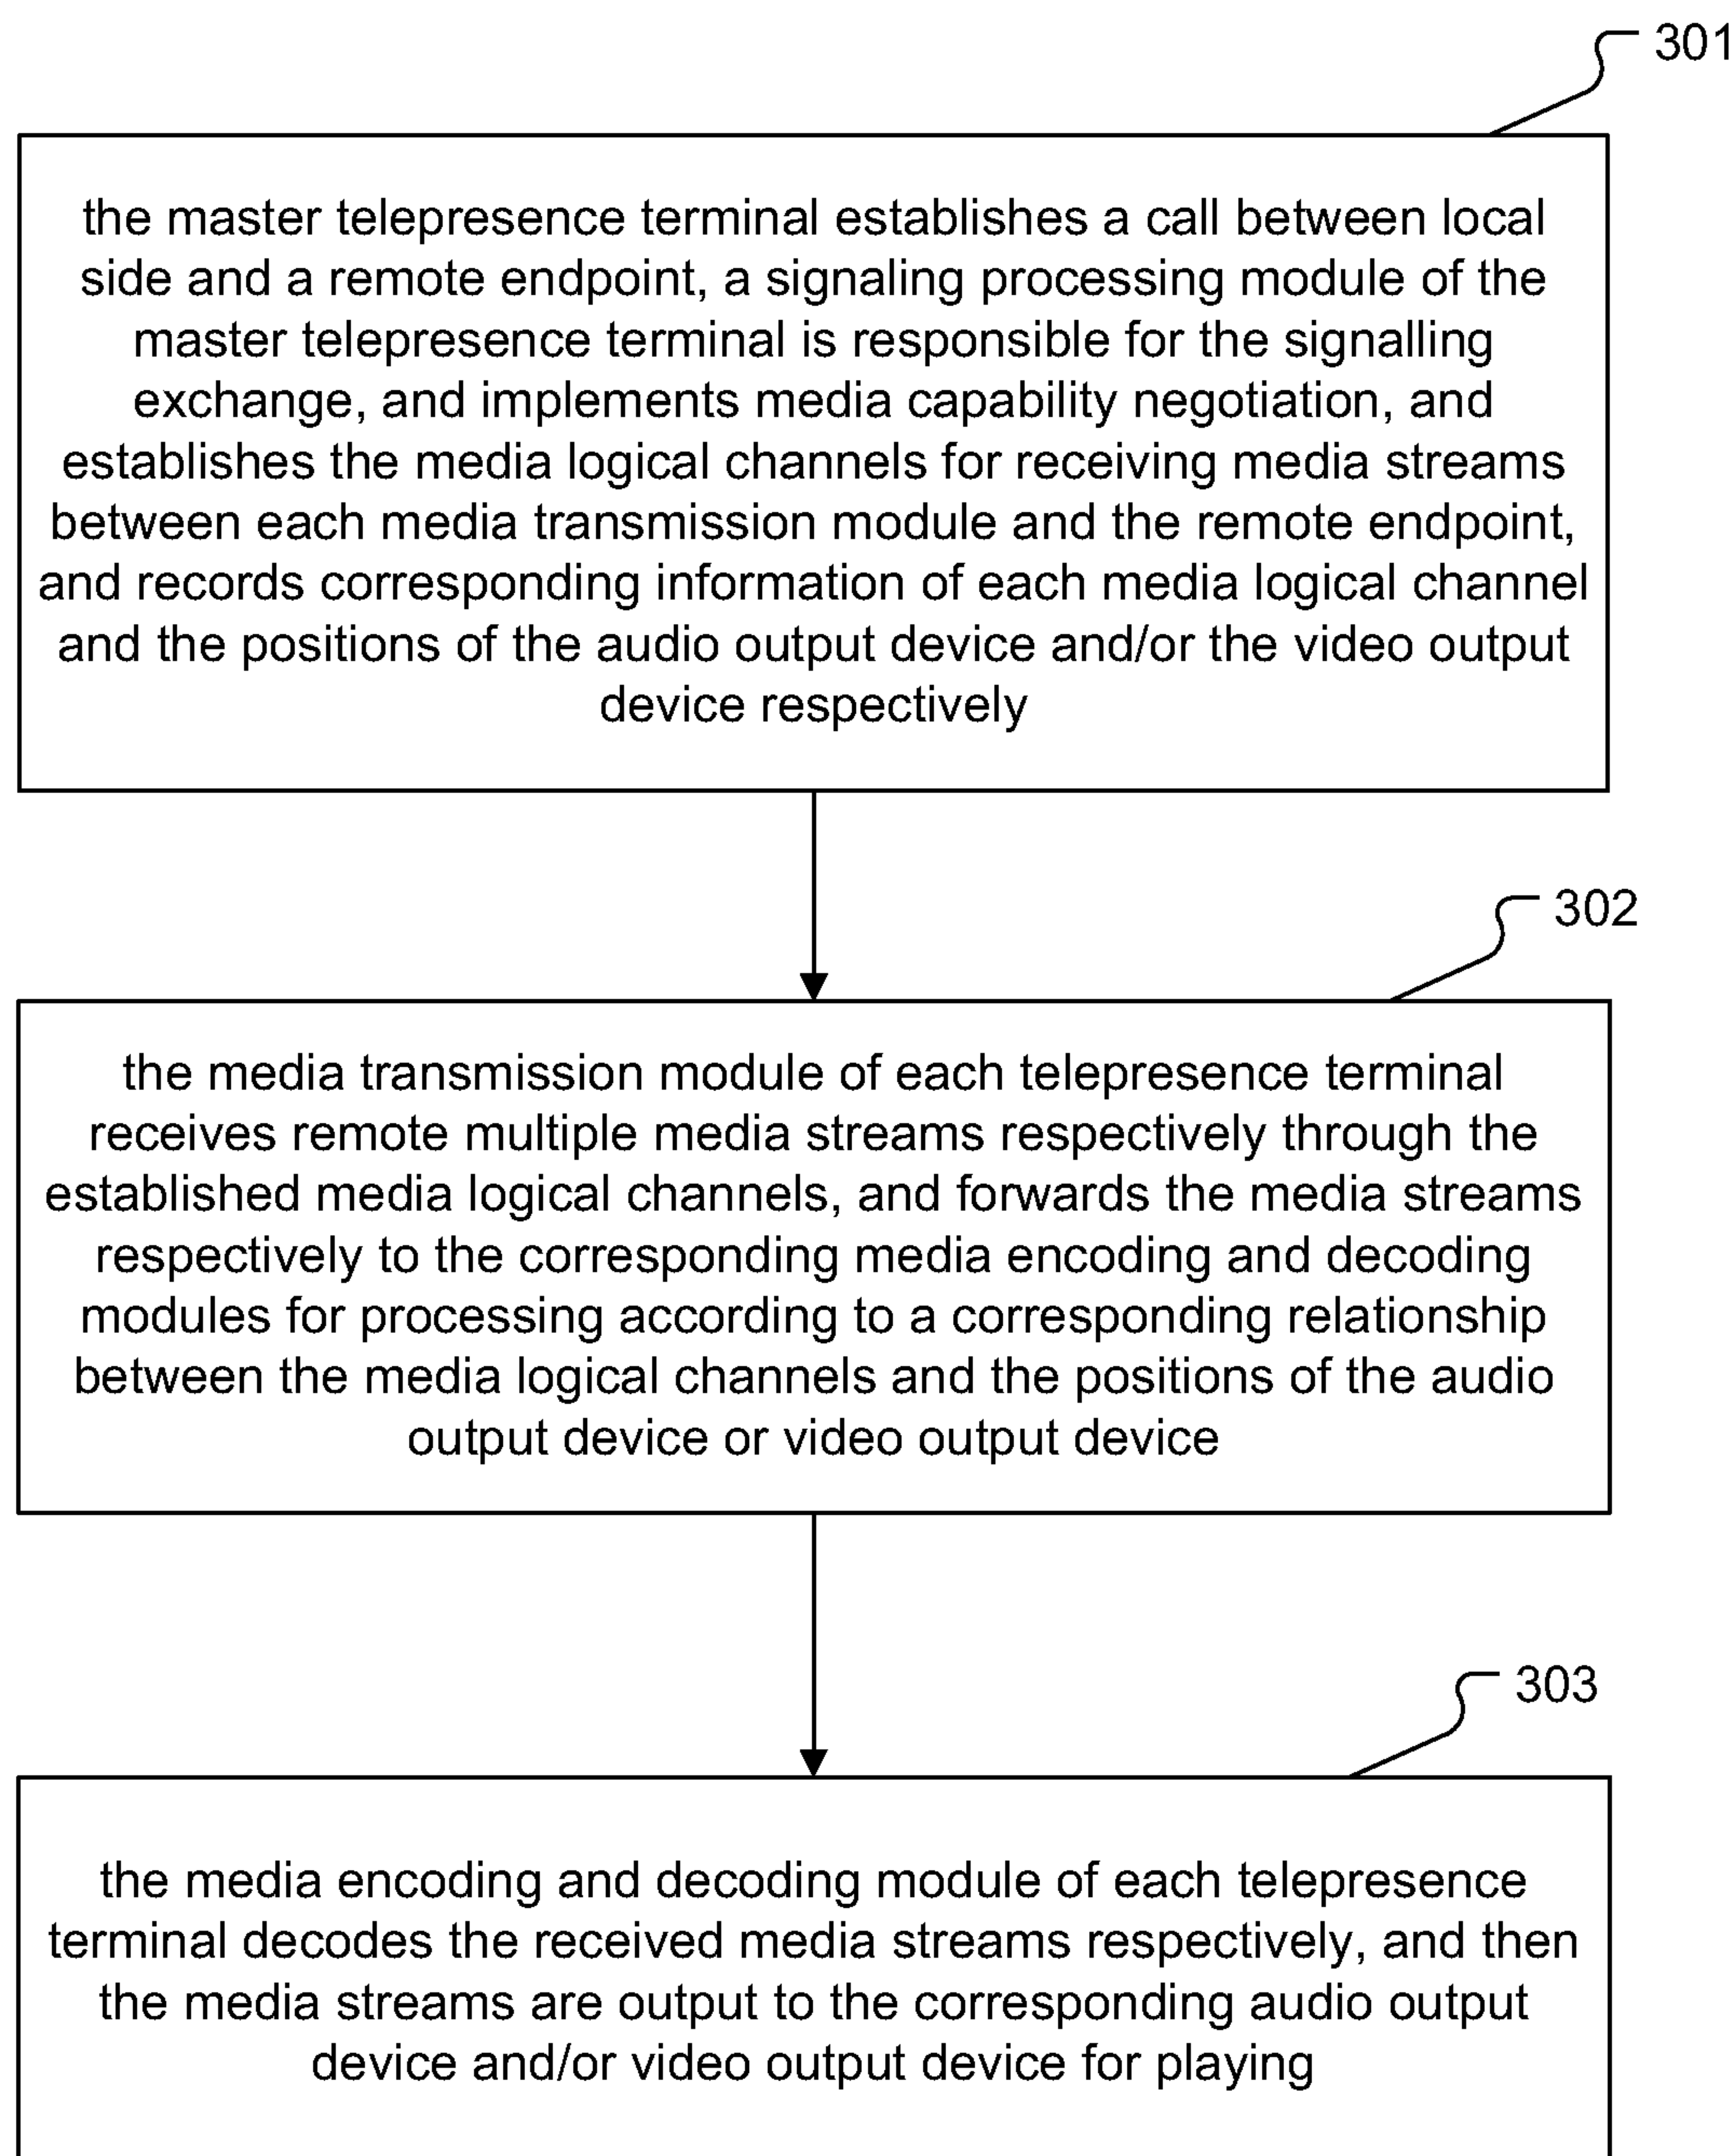 301
the master telepresence terminal establishes a call between local
side and a remote endpoint, a signaling processing module of the
master telepresence terminal is responsible for the signalling
exchange, and implements media capability negotiation, and
establishes the media logical channels for receiving media streams
between each media transmission module and the remote endpoint,
and records corresponding information of each media logical channel
and the positions of the audio output device and/or the video output
device respectively
302
the media transmission module of each telepresence terminal
receives remote multiple media streams respectively through the
established media logical channels, and forwards the media streams
respectively to the corresponding media encoding and decoding
modules for processing according to a corresponding relationship
between the media logical channels and the positions of the audio
output device or video output device
303
the media encoding and decoding module of each telepresence
terminal decodes the received media streams respectively, and then
the media streams are output to the corresponding audio output
device and/or video output device for playing